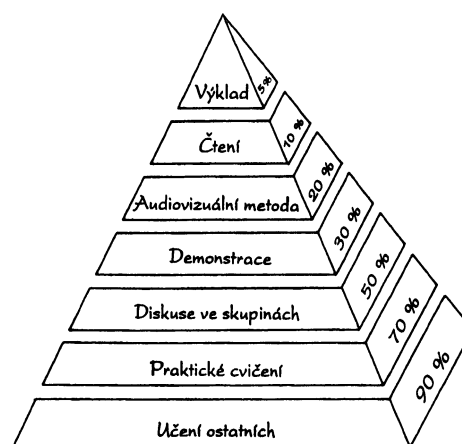 Výklad 5%
Čtení 10 %
Audiovizuální metoda 20 %
Demonstrace 30 %
Diskuse ve skupinách 50 %
Praktické cvičení 70 %
Učení ostatních 90 %